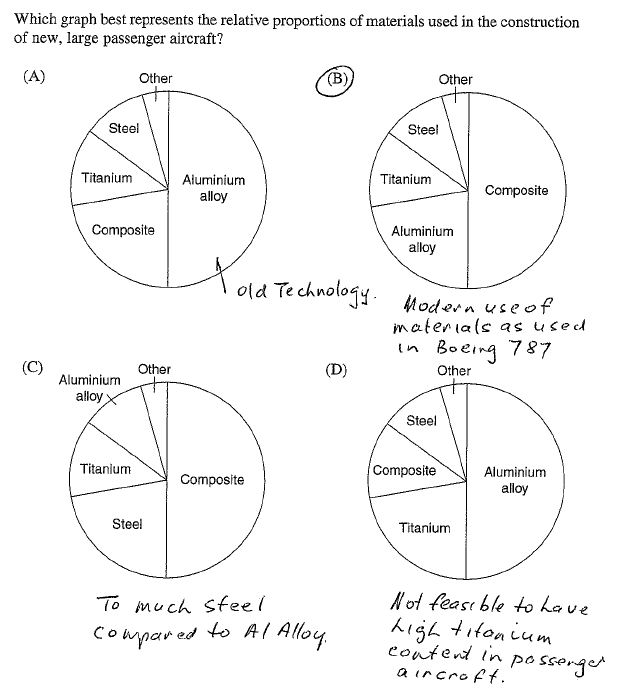 Which graph best represents the relative proportions of materials used in the construction
of new, large passenger aircraft?
(A)
Other
Steel
Titanium
Aluminium
alloy
Composite
old Technology.
(B)
Other
Steel
Titanium
Composite
Aluminium
alloy
Modern use of
materials as used
in Boeing 787
(C)
Other
Aluminium
alloy
Titanium
Composite
Steel
To much steel
compared to Al Alloy.
(D)
Other
Steel
Composite
Aluminium
alloy
Titanium
Not feasible to have
high titanium
content in passenger
aircraft.